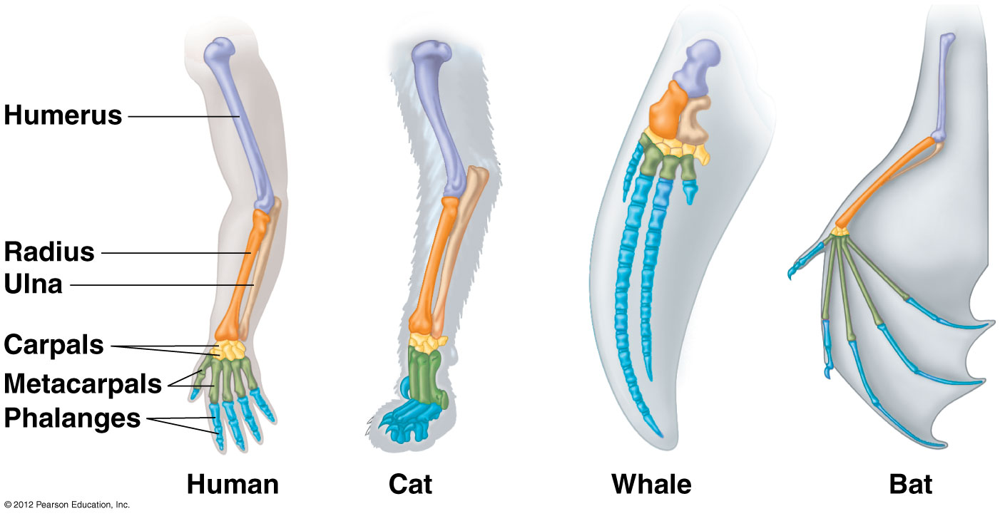 Humerus
Radius
Ulna
Carpals
Metacarpals
Phalanges
Human Cat Whale Bat
© 2012 Pearson Education, Inc.